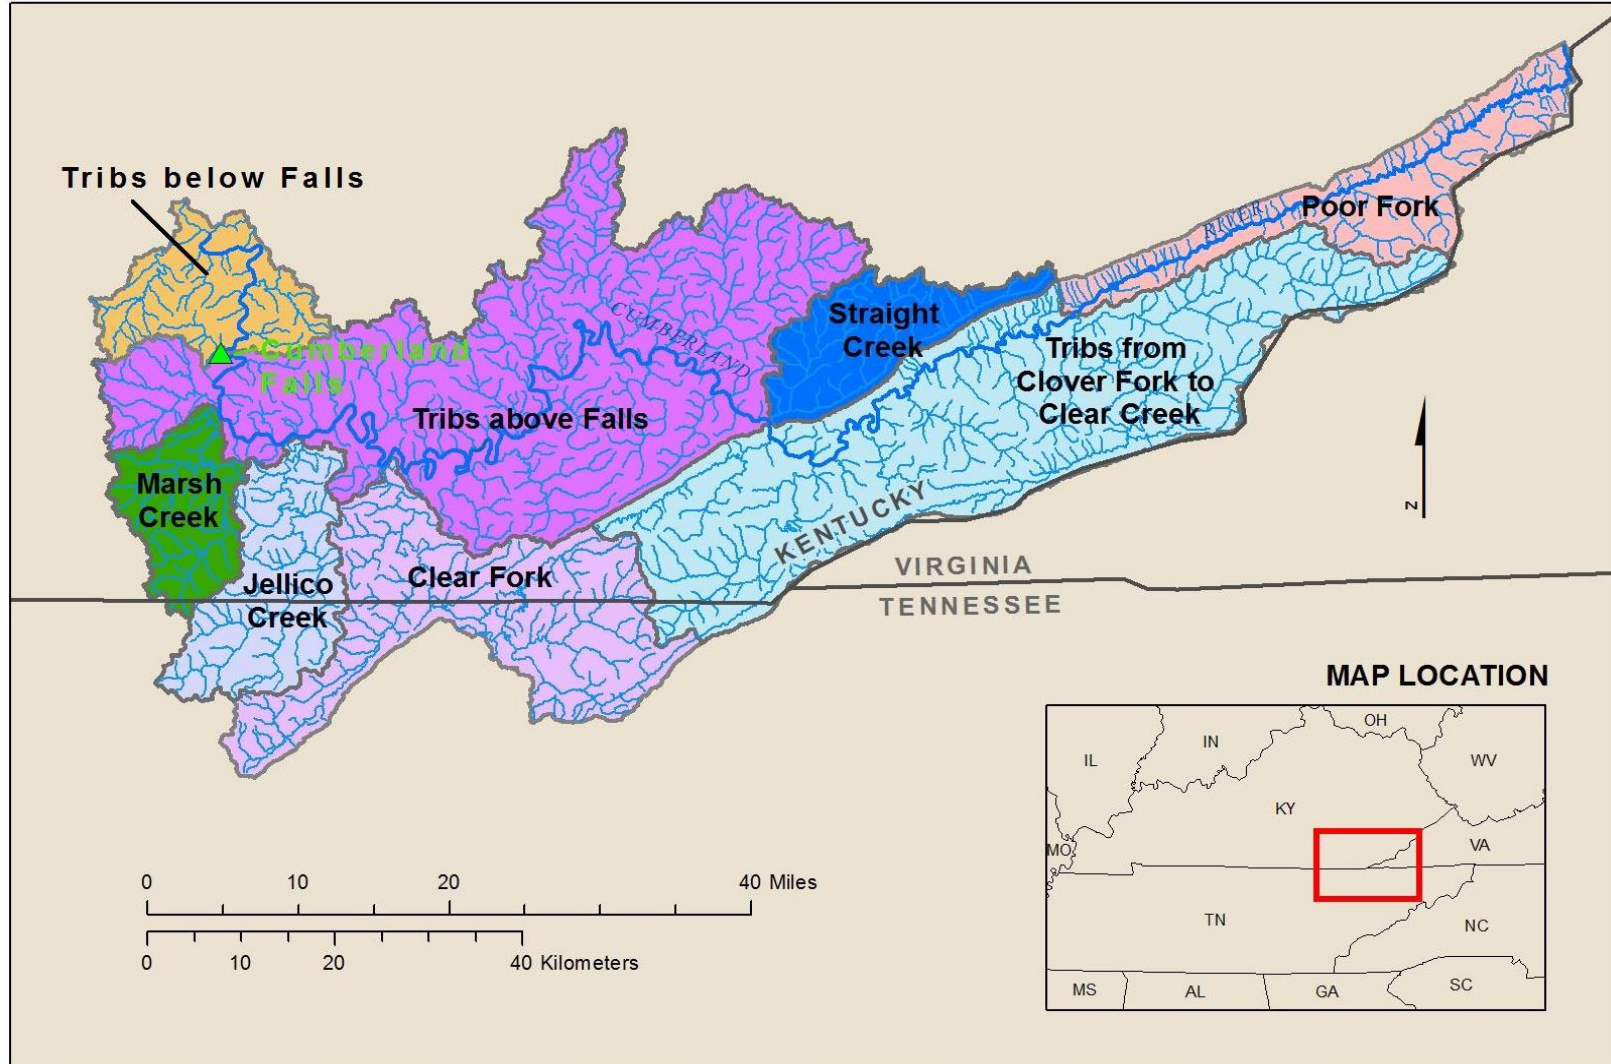 Tribs below Falls
Poor Fork
RIVER
Straight
Creek
CUMBERLAND
Cumberland
Falls
Tribs from
Clover Fork to
Clear Creek
Tribs above Falls
Marsh
Creek
N
KENTUCKY
VIRGINIA
TENNESSEE
Clear Fork
Jellico
Creek
MAP LOCATION
OH
IN
IL
WV
KY
MO
VA
TN
NC
MS
AL
GA
SC
0 10 20 40 Miles
0 10 20 40 Kilometers